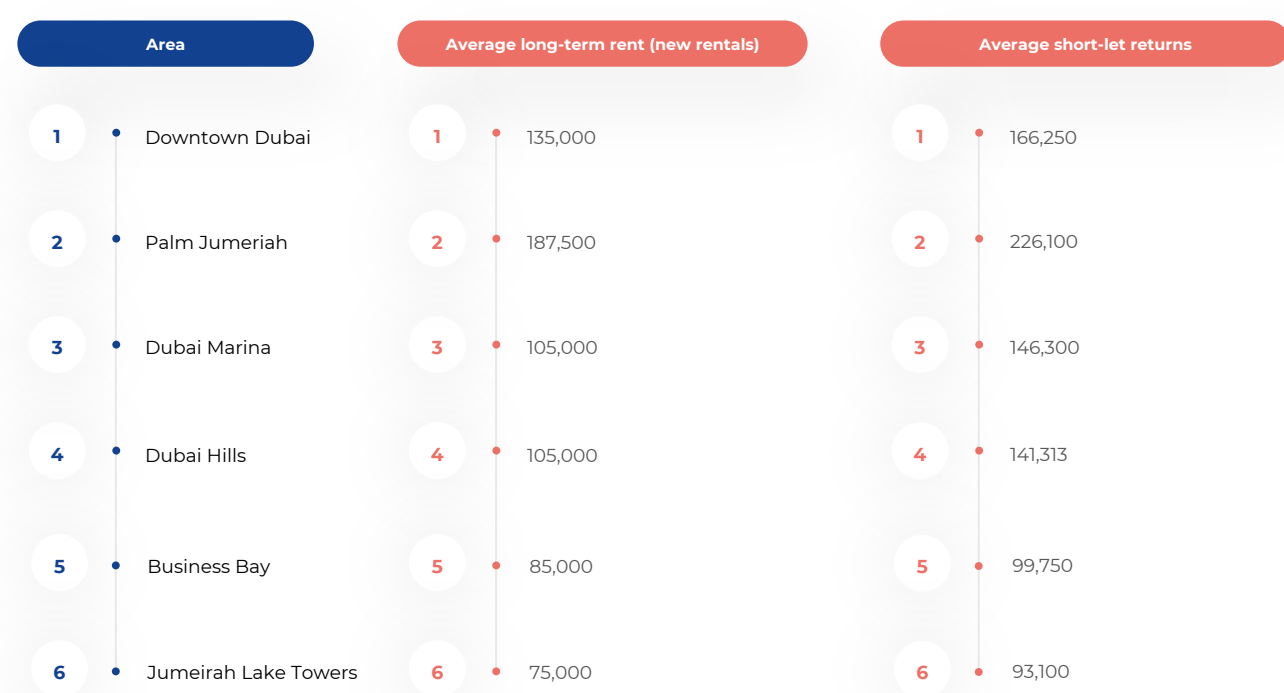 Area Average long-term rent (new rentals) Average short-let returns
1 Downtown Dubai 1 135,000 1 166,250
2 Palm Jumeriah 2 187,500 2 226,100
3 Dubai Marina 3 105,000 3 146,300
4 Dubai Hills 4 105,000 4 141,313
5 Business Bay 5 85,000 5 99,750
6 Jumeirah Lake Towers 6 75,000 6 93,100